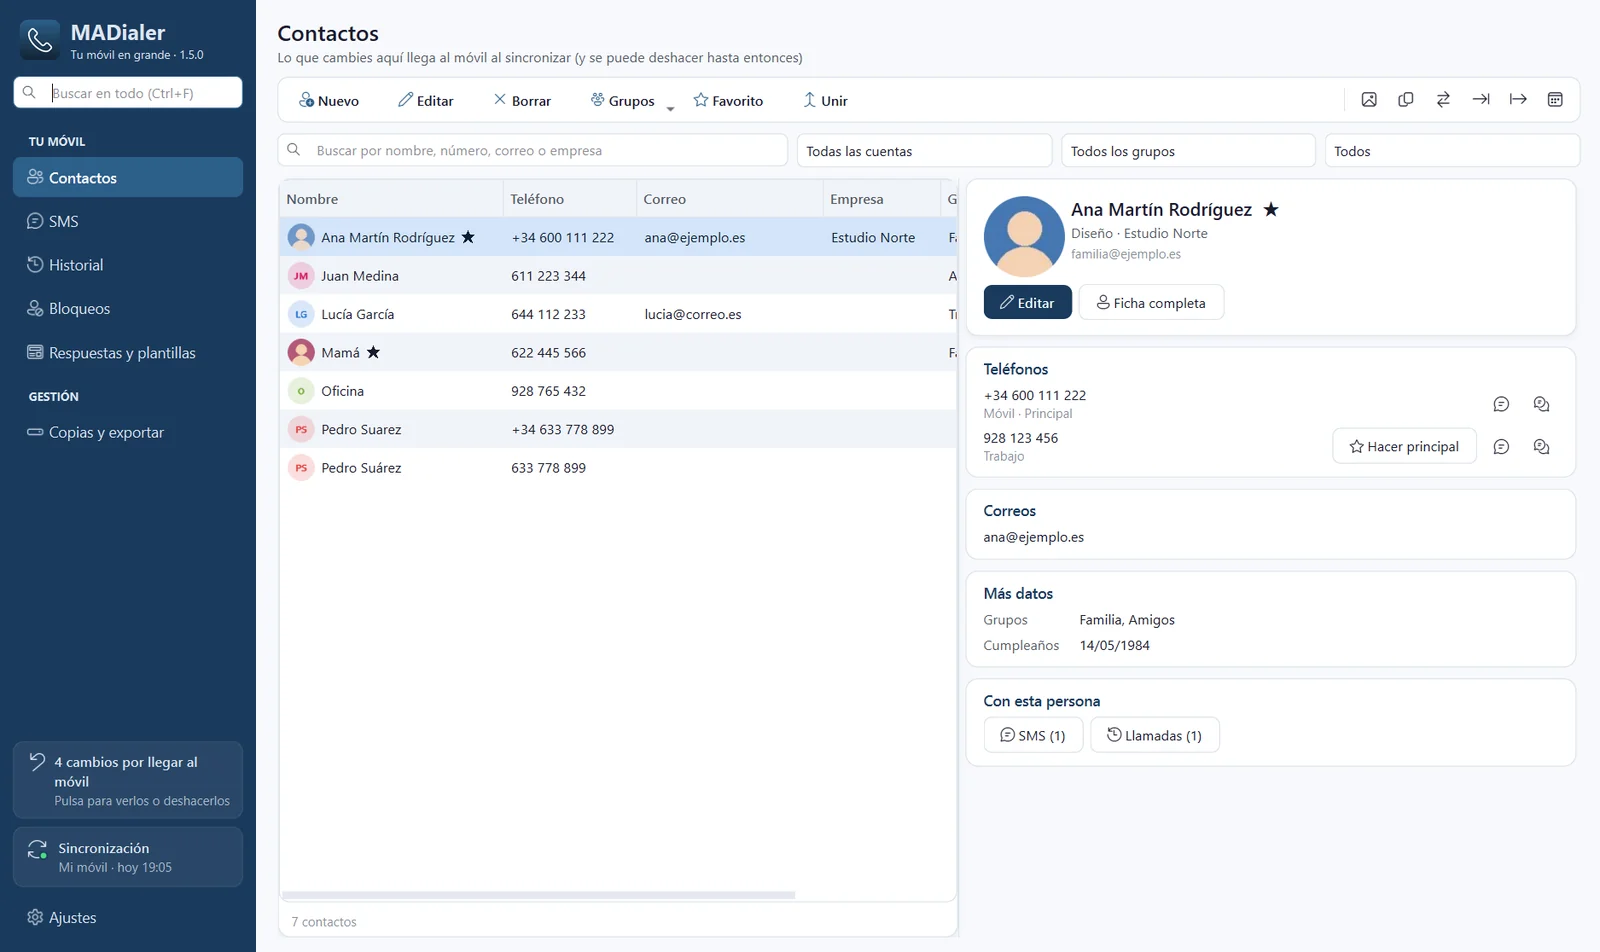 MADialer
Tu móvil en grande · 1.5.0
Buscar en todo (Ctrl+F)
TU MÓVIL
Contactos
SMS
Historial
Bloqueos
Respuestas y plantillas
GESTIÓN
Copias y exportar
4 cambios por llegar al
móvil
Pulsa para verlos o deshacerlos
Sincronización
Mi móvil · hoy 19:05
Ajustes
Contactos
Lo que cambies aquí llega al móvil al sincronizar (y se puede deshacer hasta entonces)
Nuevo Editar Borrar Grupos Favorito Unir
Buscar por nombre, número, correo o empresa Todas las cuentas Todos los grupos Todos
Nombre Teléfono Correo Empresa G
Ana Martín Rodríguez +34 600 111 222 ana@ejemplo.es Estudio Norte
JM Juan Medina 611 223 344 A
LG Lucía García 644 112 233 lucia@correo.es
Mamá 622 445 566
O Oficina 928 765 432
PS Pedro Suarez +34 633 778 899
PS Pedro Suárez 633 778 899
7 contactos
Ana Martín Rodríguez
Diseño · Estudio Norte
familia@ejemplo.es
Editar Ficha completa
Teléfonos
+34 600 111 222
Móvil · Principal
928 123 456
Trabajo
Hacer principal
Correos
ana@ejemplo.es
Más datos
Grupos Familia, Amigos
Cumpleaños 14/05/1984
Con esta persona
SMS (1) Llamadas (1)